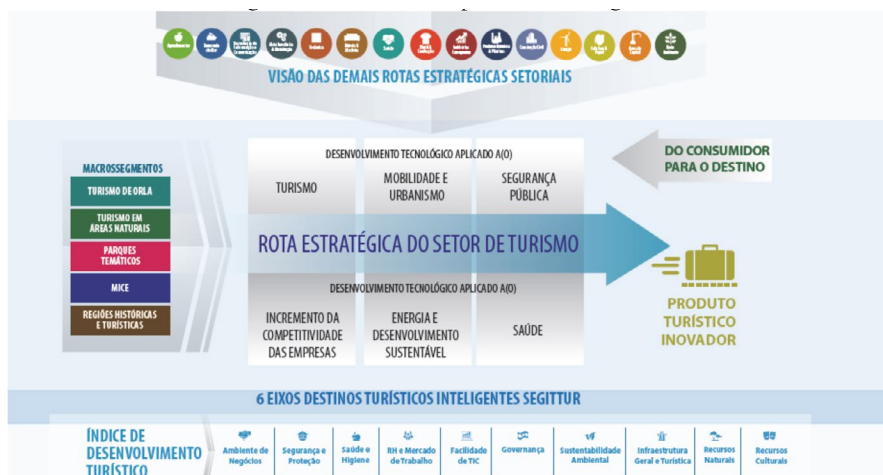 VISÃO DAS DEMAIS ROTAS ESTRATÉGICAS SETORIAIS
MACROSSEGMENTOS
TURISMO DE ORLA
TURISMO EM
ÁREAS NATURAIS
PARQUES
TEMÁTICOS
MICE
REGIÕES HISTÓRICAS
E TURÍSTICAS
DESENVOLVIMENTO TECNOLÓGICO APLICADO A(O)
TURISMO
MOBILIDADE E
URBANISMO
SEGURANÇA
PÚBLICA
ROTA ESTRATÉGICA DO SETOR DE TURISMO
DESENVOLVIMENTO TECNOLÓGICO APLICADO A(O)
INCREMENTO DA
COMPETITIVIDADE
DAS EMPRESAS
ENERGIA E
DESENVOLVIMENTO
SUSTENTÁVEL
SAÚDE
DO CONSUMIDOR
PARA O DESTINO
PRODUTO
TURÍSTICO
INOVADOR
6 EIXOS DESTINOS TURÍSTICOS INTELIGENTES SEGITTUR
ÍNDICE DE
DESENVOLVIMENTO
TURÍSTICO
Ambiente de
Negócios
Segurança e
Proteção
Saúde e
Higiene
RH e Mercado
de Trabalho
Facilidade
de TIC
Governança
Sustentabilidade
Ambiental
Infraestrutura
Geral e Turística
Recursos
Naturais
Recursos
Culturais